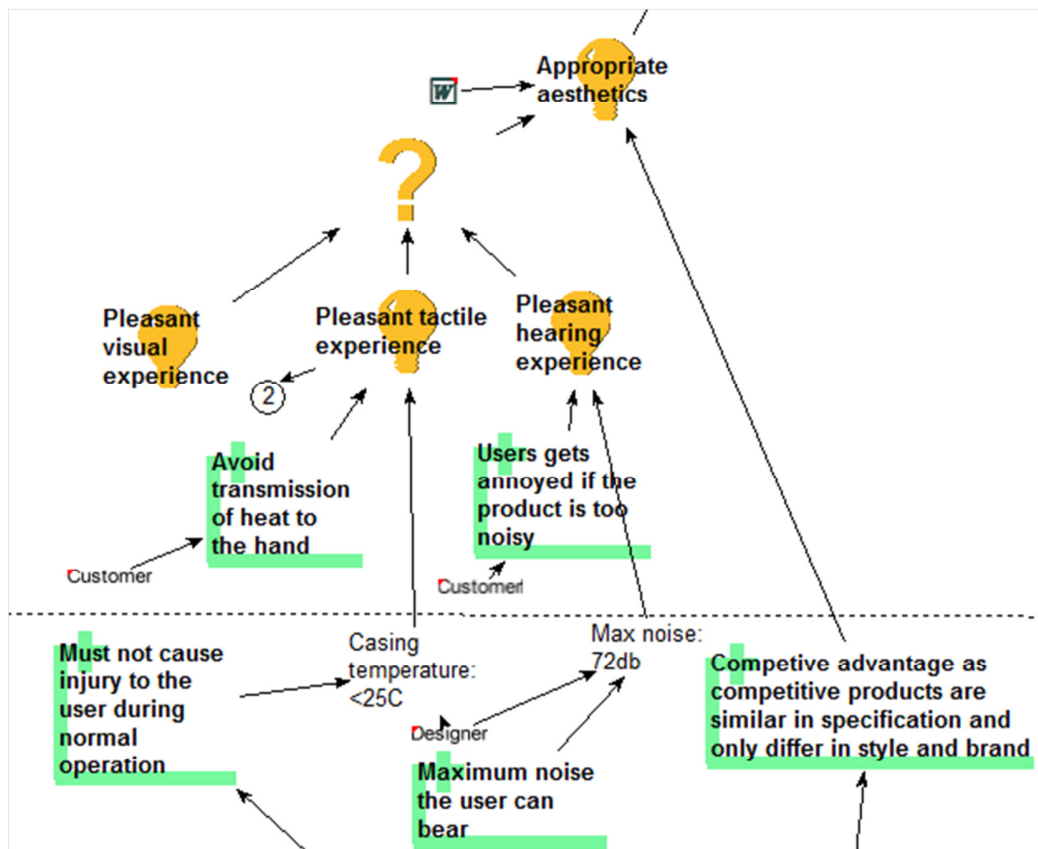 Appropriate
aesthetics
W
?
Pleasant
visual
experience
Pleasant tactile
experience
Pleasant
hearing
experience
2
Avoid
transmission
of heat to
the hand
Users gets
annoyed if the
product is too
noisy
Customer
Customer
Must not cause
injury to the
user during
normal
operation
Casing
temperature:
<25C
Max noise:
72db
Competive advantage as
competitive products are
similar in specification and
only differ in style and brand
Designer
Maximum noise
the user can
bear